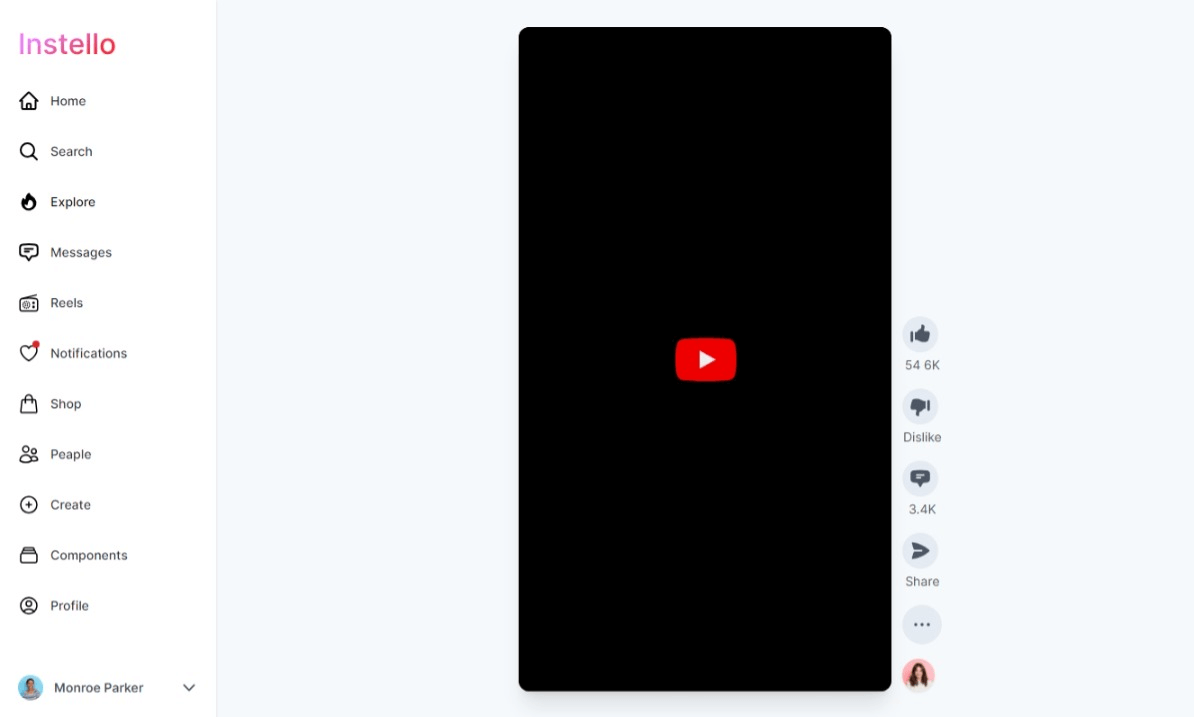 Instello
Home
Search
Explore
Messages
Reels
Notifications
Shop
Peaple
Create
Components
Profile
Monroe Parker
54 6K
Dislike
3.4K
Share